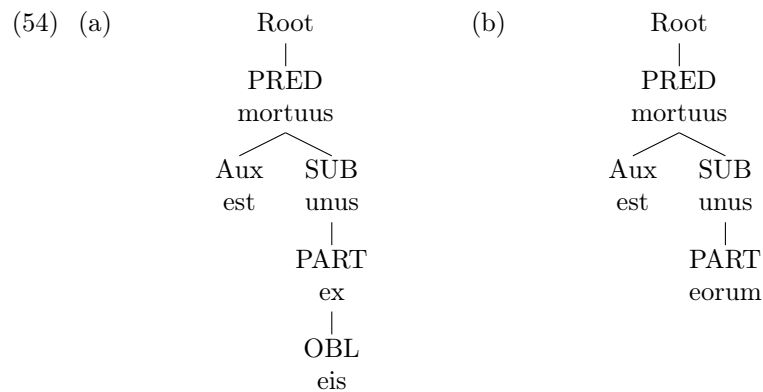 (54) (a) Root (b) Root
PRED PRED
mortuus mortuus
Aux SUB Aux SUB
est unus est unus
PART PART
ex eorum
OBL
eis